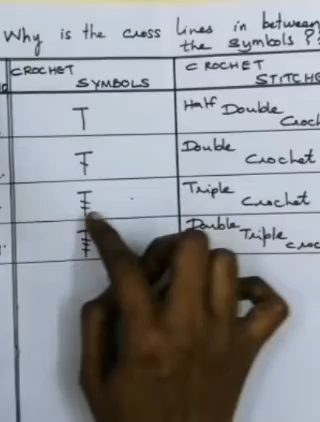 Why is the cross lines in between
the symbols??
CROCHET SYMBOLS
CROCHET
T
Half Double
Double Crochet
Triple Crochet
Double Triple